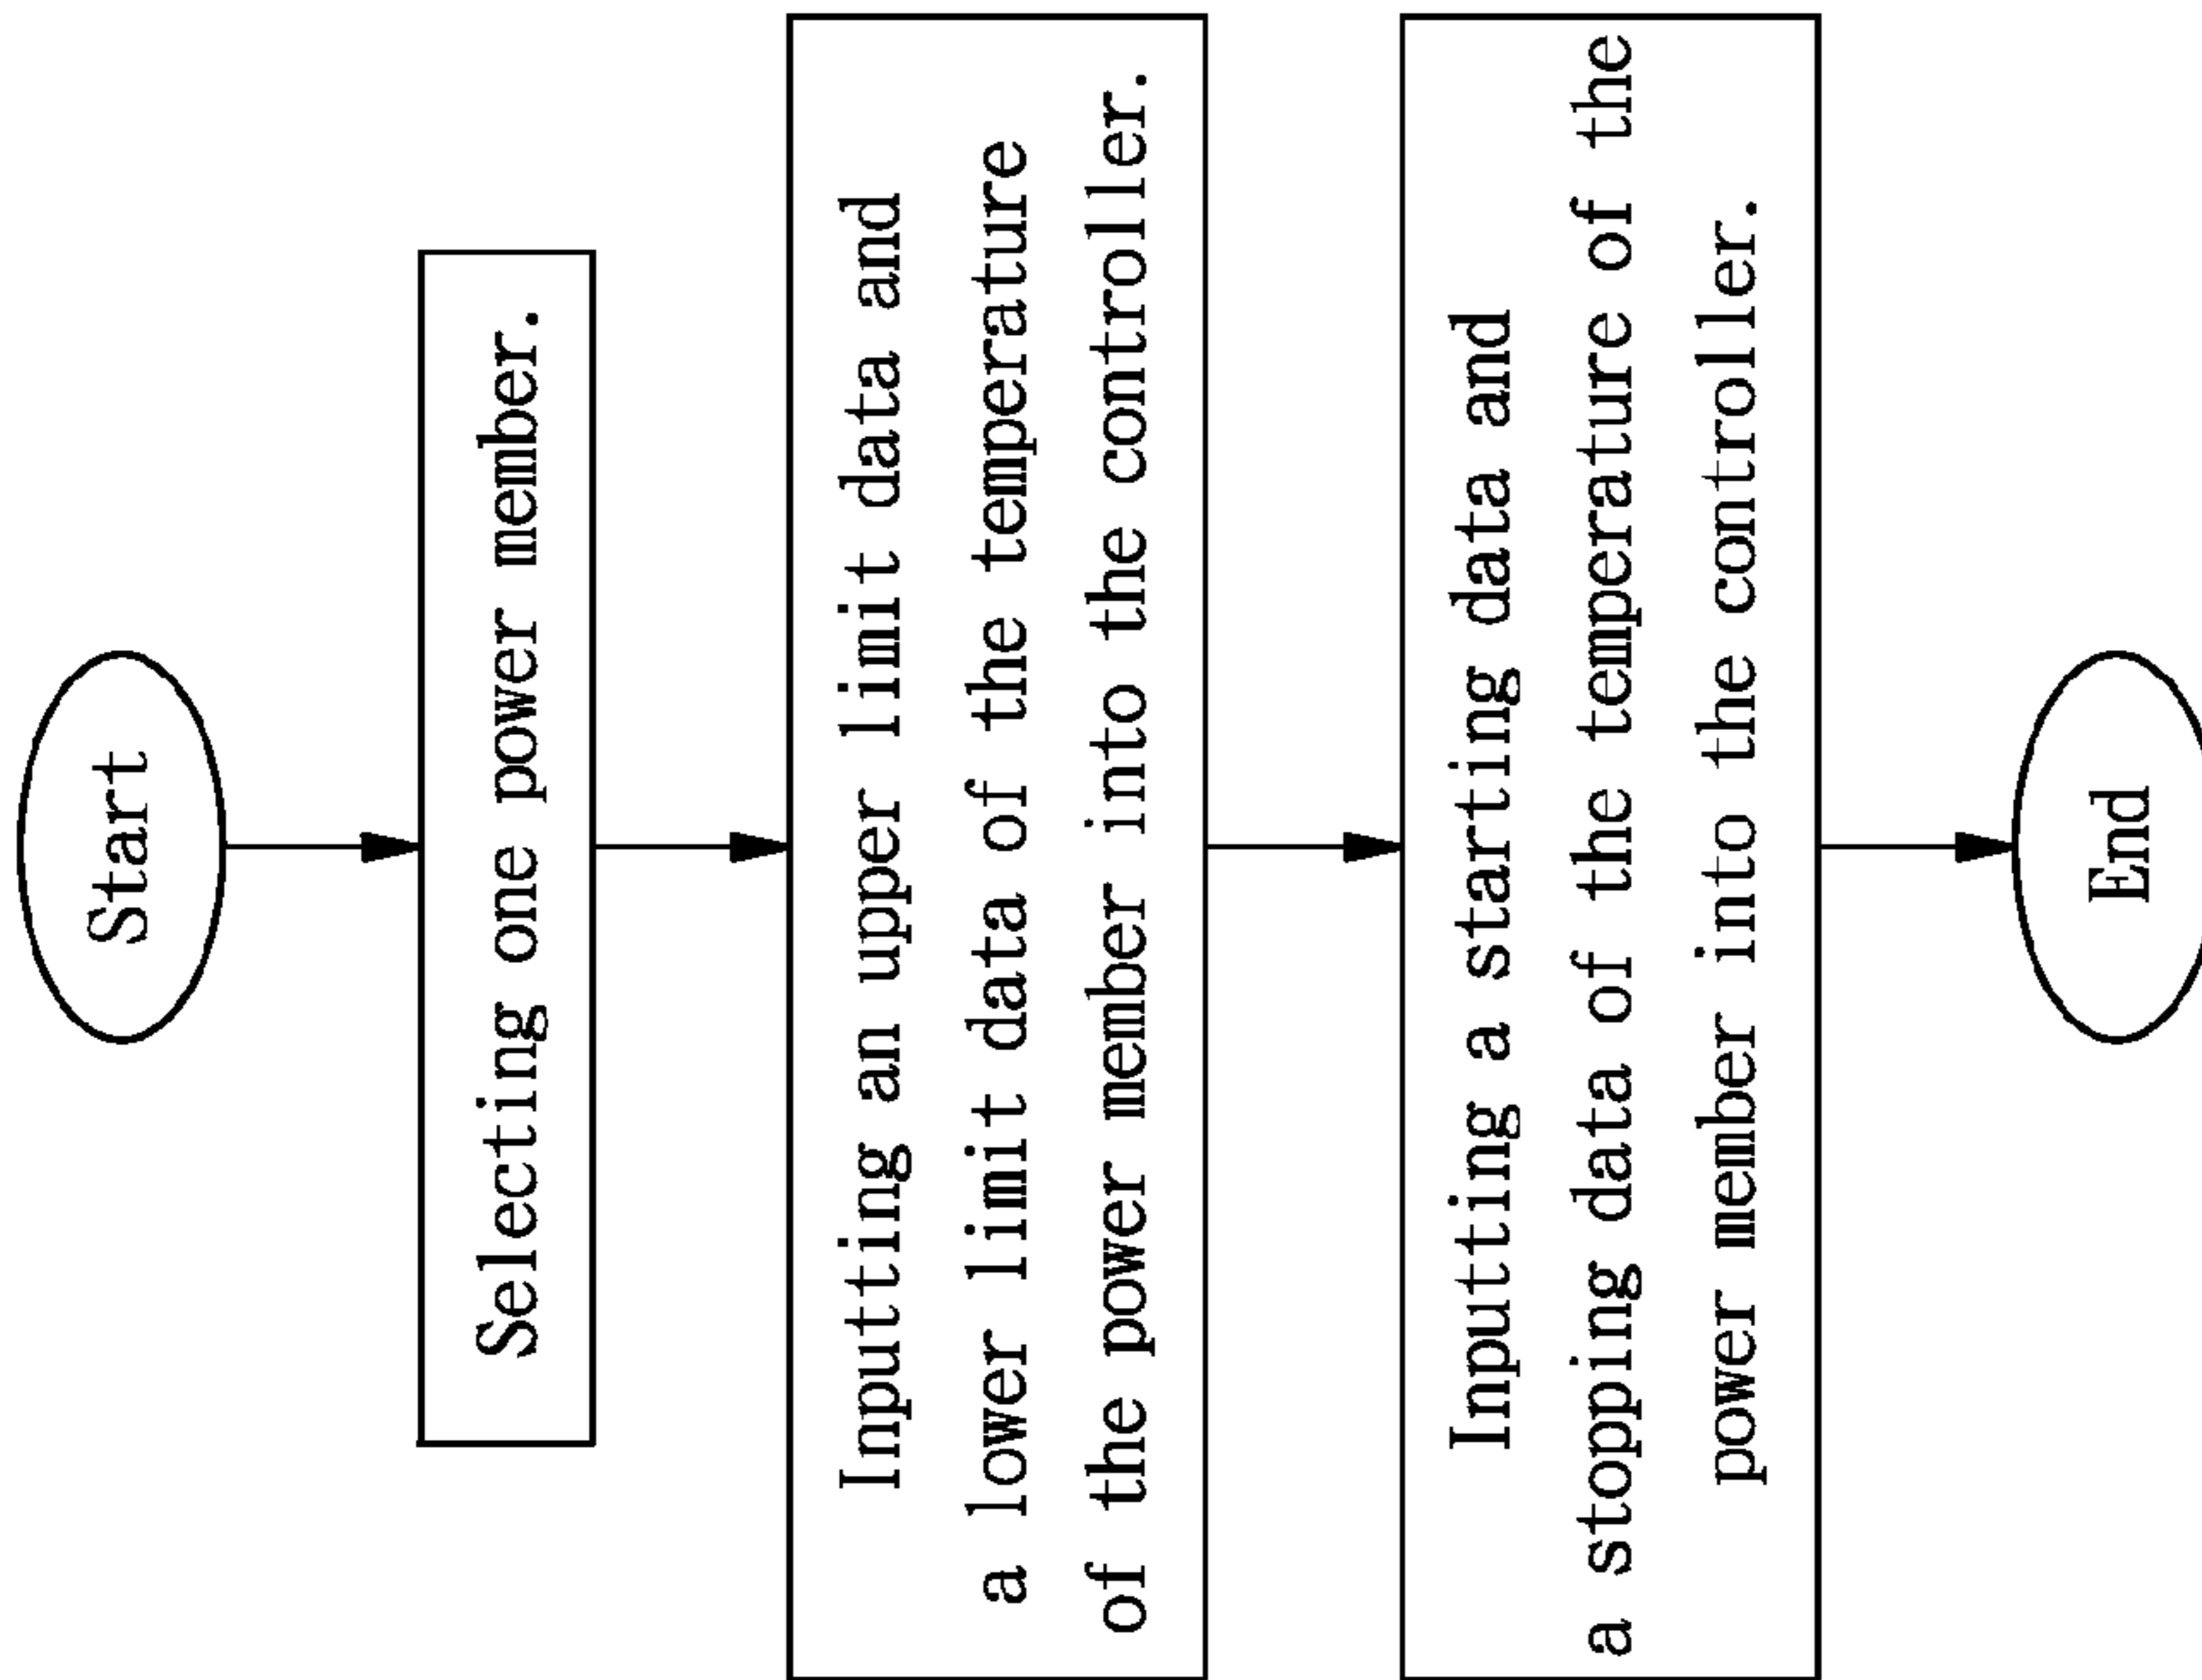 Start
Selecting one power member.
Inputting an upper limit data and
a lower limit data of the temperature
of the power member into the controller.
Inputting a starting data and
a stopping data of the temperature of the
power member into the controller.
End